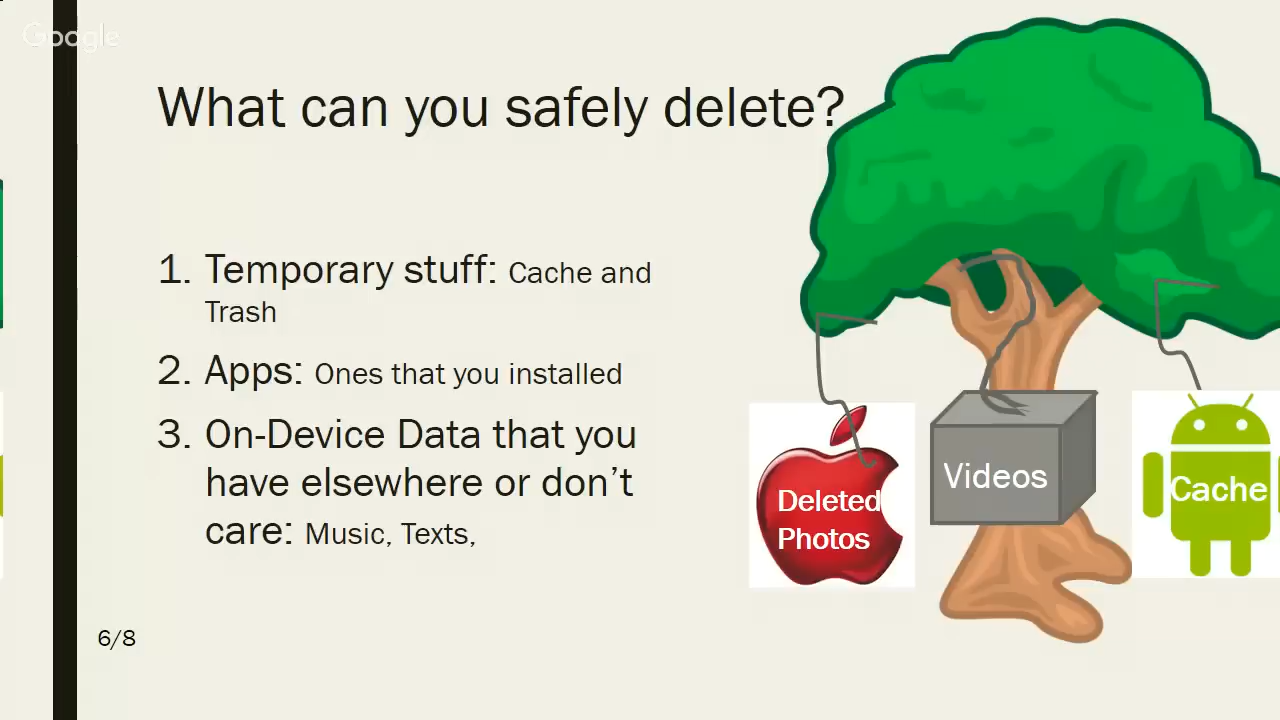 Google
What can you safely delete?
1. Temporary stuff: Cache and
Trash
2. Apps: Ones that you installed
3. On-Device Data that you
have elsewhere or don't
care: Music, Texts,
Deleted
Photos
Videos
Cache
6/8